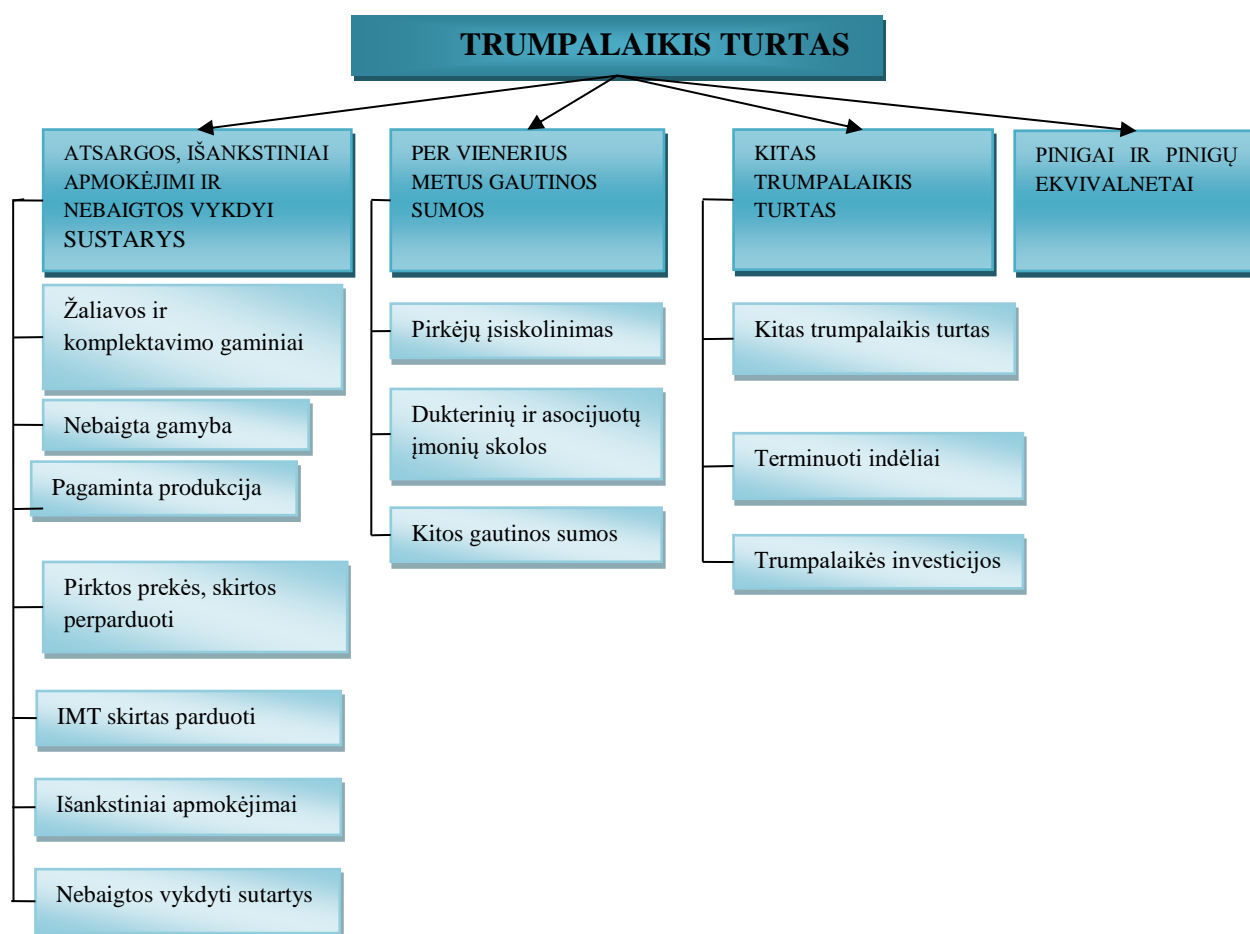 TRUMPALAIKIS TURTAS
ATSARGOS, IŠANKSTINIAI
APMOKĖJIMI IR
NEBAIGTOS VYKDYI
SUSTARYS
Žaliavos ir
komplektavimo gaminiai
Nebaigta gamyba
Pagaminta produkcija
Pirktos prekės, skirtos
perparduoti
IMT skirtas parduoti
Išankstiniai apmokėjimai
Nebaigtos vykdyti sutartys
PER VIENERIUS
METUS GAUTINOS
SUMOS
Pirkėjų įsiskolinimas
Dukterinių ir asocijuotų
įmonių skolos
Kitos gautinos sumos
KITAS
TRUMPALAIKIS
TURTAS
Kitas trumpalaikis turtas
Terminuoti indėliai
Trumpalaikės investicijos
PINIGAI IR PINIGŲ
EKVIVALNETAI